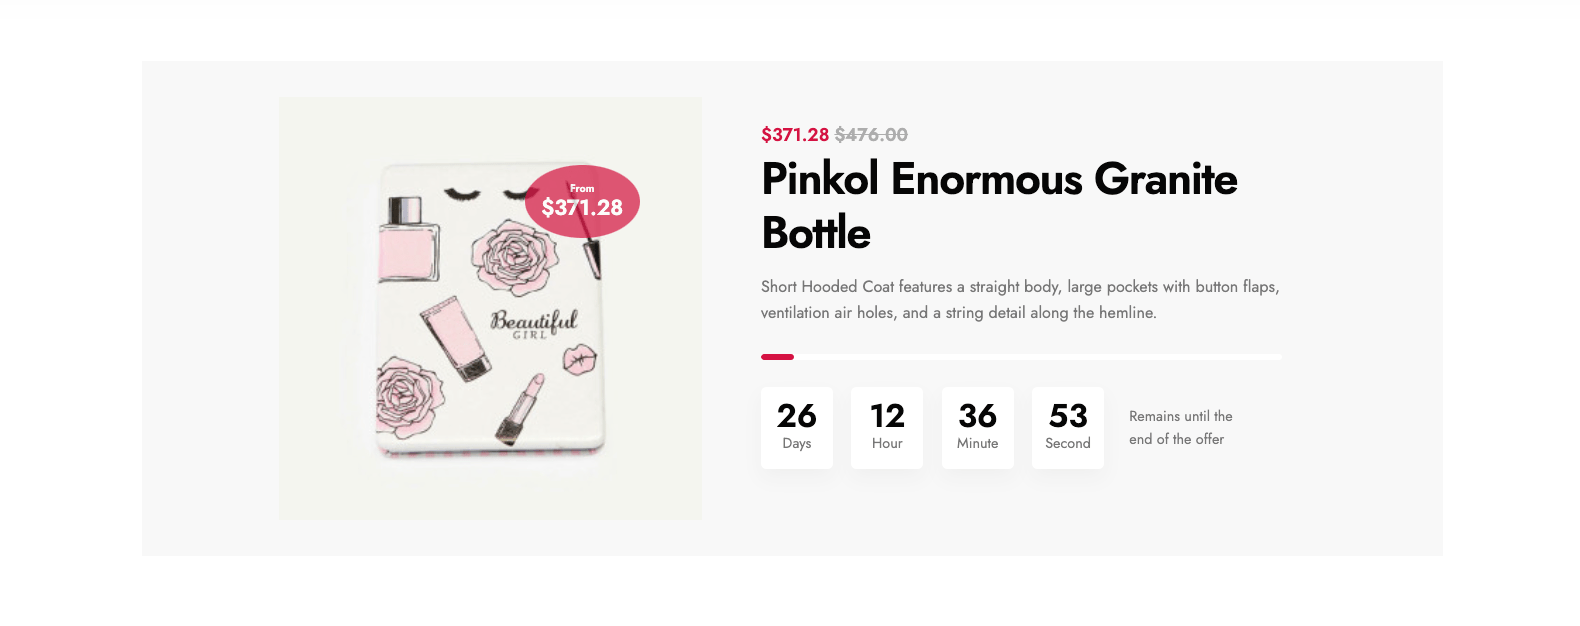 From
$371.28
Beautiful
GIRL
$371.28 $476.00
Pinkol Enormous Granite
Bottle
Short Hooded Coat features a straight body, large pockets with button flaps,
ventilation air holes, and a string detail along the hemline.
26 12 36 53
Days Hour Minute Second
Remains until the
end of the offer